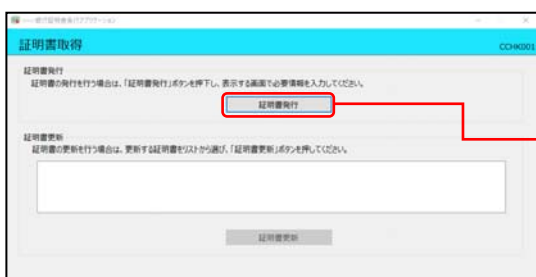 証明書取得
CCHK001
証明書発行
証明書の発行を行う場合は、「証明書発行」ボタンを押下し、表示する画面で必要情報を入力してください。
証明書発行
証明書更新
証明書の更新を行う場合は、更新する証明書をリストから選び、「証明書更新」ボタンを押してください。
証明書更新